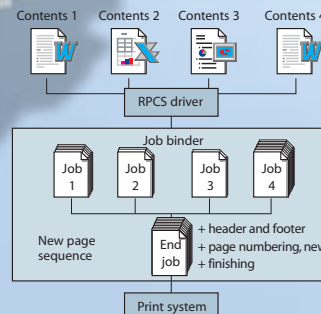 Contents 1 Contents 2 Contents 3 Contents 4
RPCS driver
Job binder
Job 1
Job 2
Job 3
Job 4
New page
sequence
End
job
+ header and footer
+ page numbering, new
+ finishing
Print system